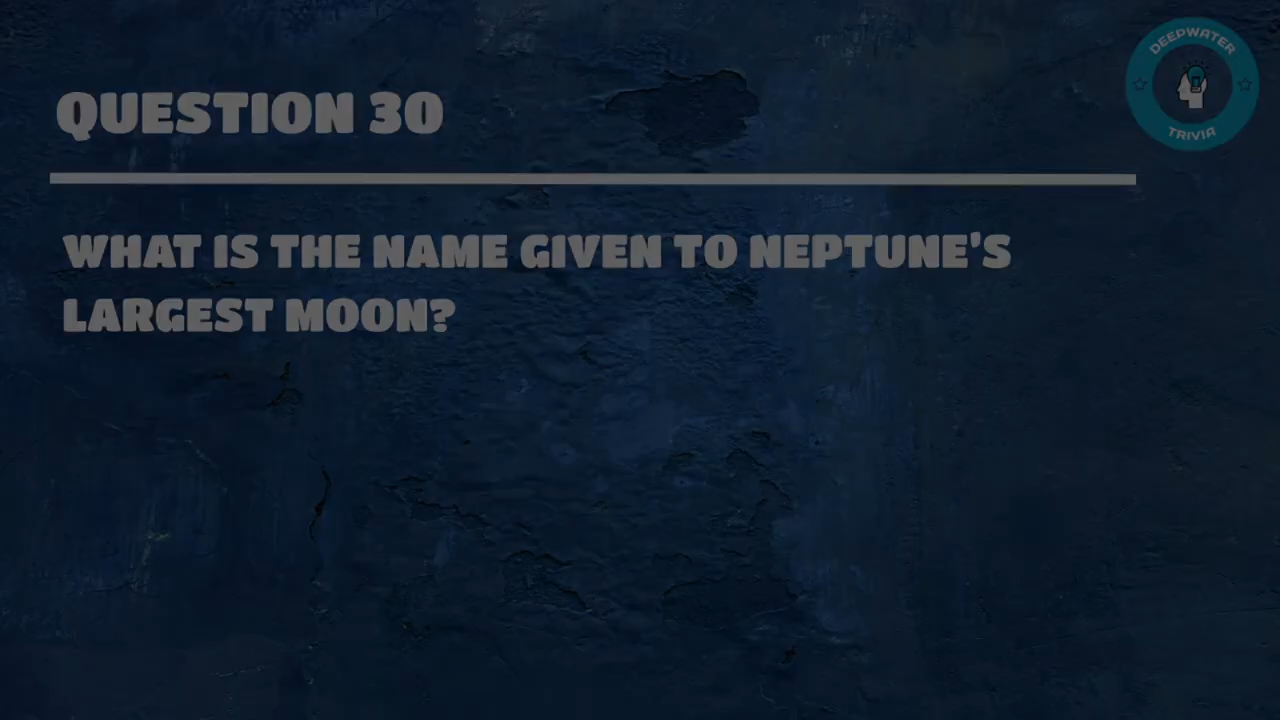 DEEPWATER
TRIVIA
QUESTION 30
WHAT IS THE NAME GIVEN TO NEPTUNE'S
LARGEST MOON?